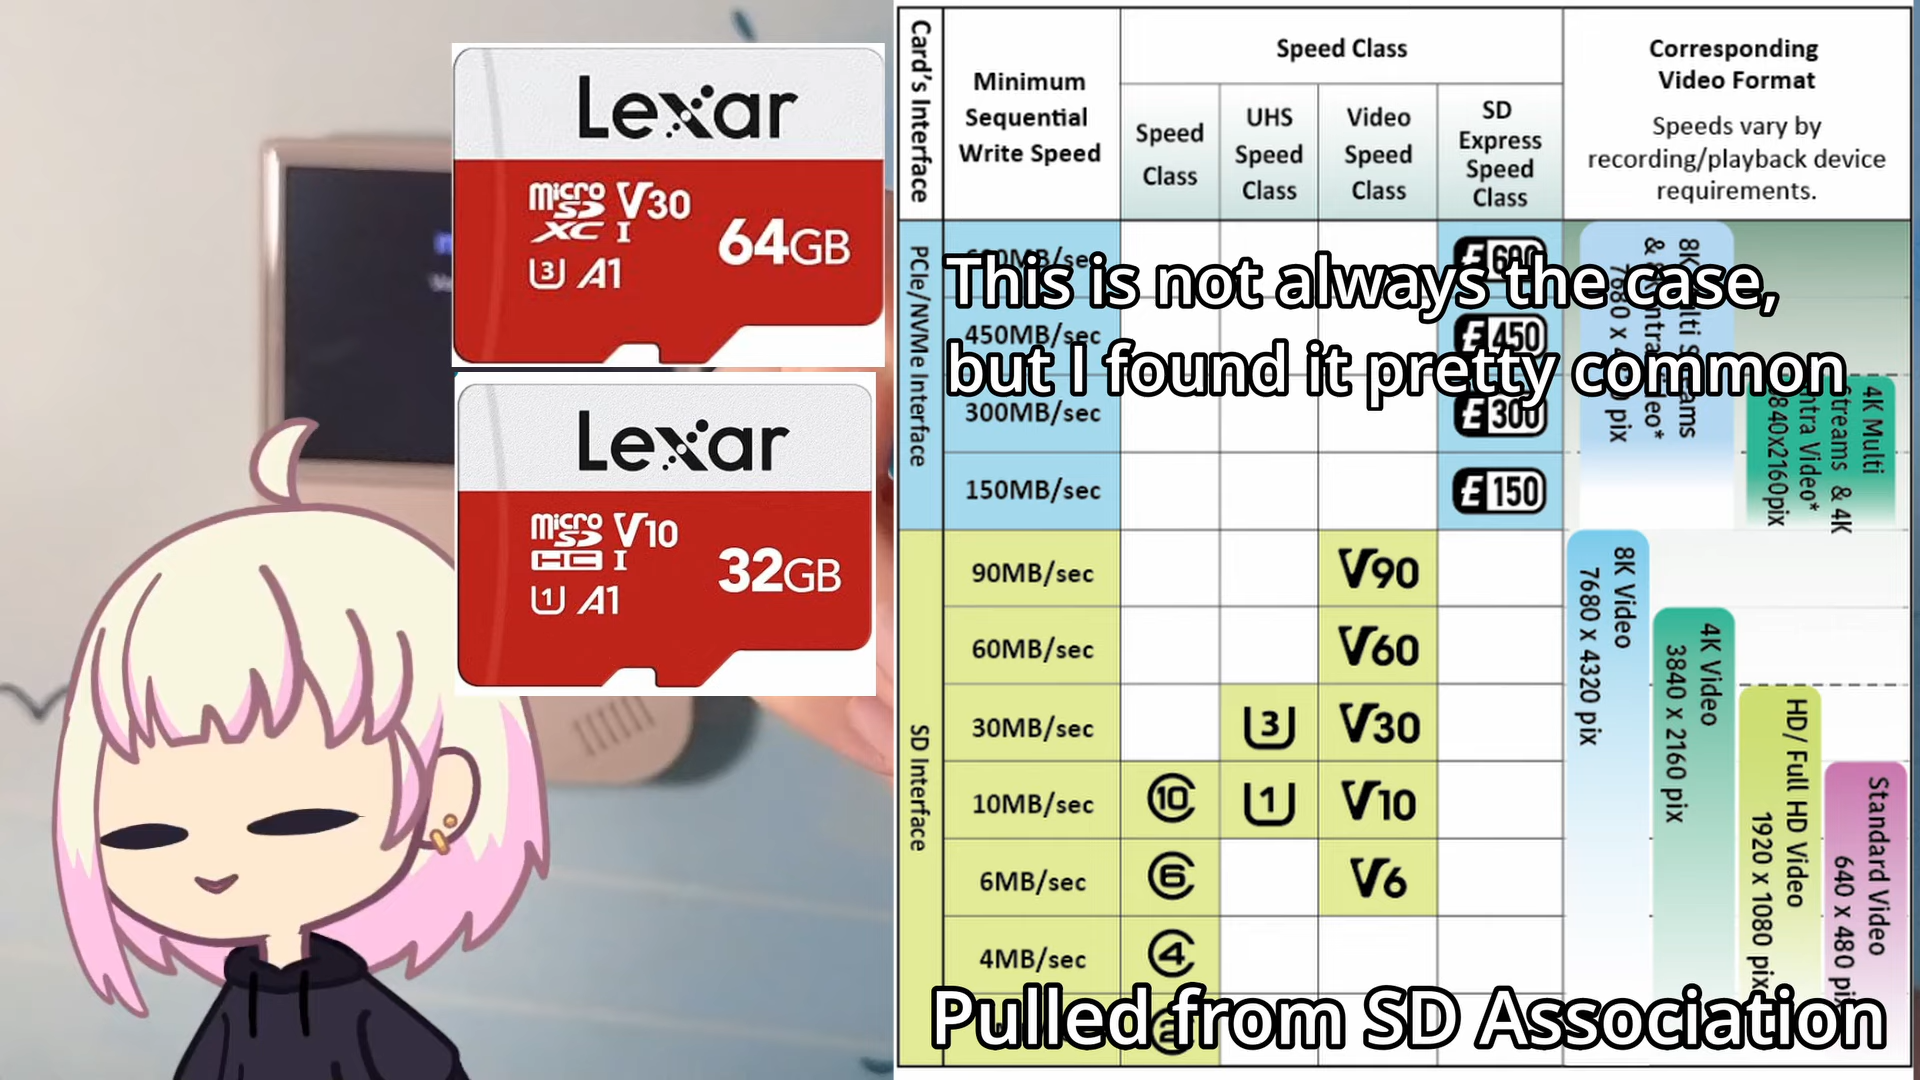 Lexar
micro SD XC I V30
U3 A1
64GB
Lexar
micro SD HC I V10
U1 A1
32GB
Card's Interface
Minimum
Sequential
Write Speed
Speed Class
Speed
Class
UHS
Speed
Class
Video
Speed
Class
SD
Express
Speed
Class
Corresponding
Video Format
Speeds vary by
recording/playback device
requirements.
PCIe/NVMe Interface
This is not always the case,
but I found it pretty common
450MB/sec E450
300MB/sec E300
150MB/sec E150
4K Multi
Streams & 4K
SD Interface
90MB/sec V90
60MB/sec V60
30MB/sec 3 V30
10MB/sec 10 1 V10
6MB/sec 6 V6
4MB/sec 4
8K Video
7680 x 4320 pix
4K Video
3840 x 2160 pix
HD/ Full HD Video
1920 x 1080 pix
Standard Video
640 x 480 pix
Pulled from SD Association